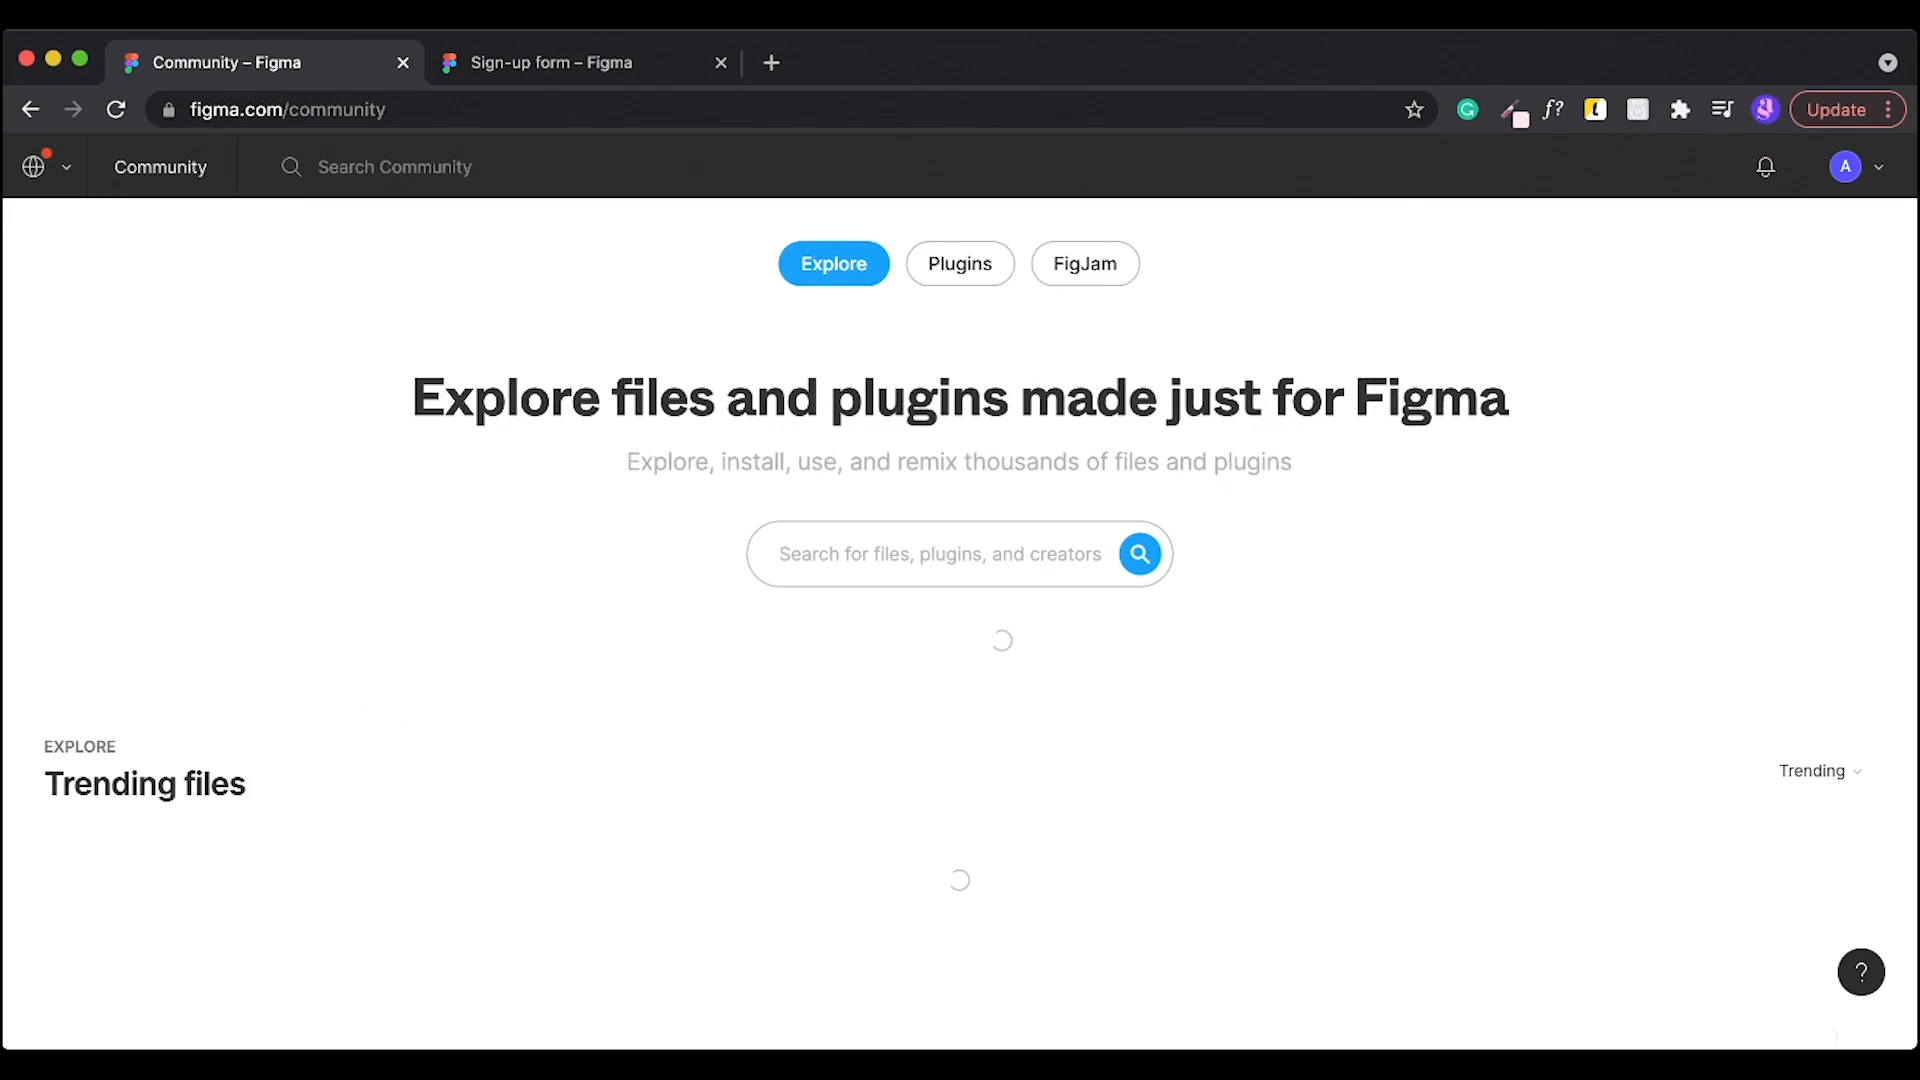 Community – Figma
Sign-up form – Figma
figma.com/community
f?
Update
Community
Search Community
A
Explore
Plugins
FigJam
Explore files and plugins made just for Figma
Explore, install, use, and remix thousands of files and plugins
Search for files, plugins, and creators
EXPLORE
Trending files
Trending
?